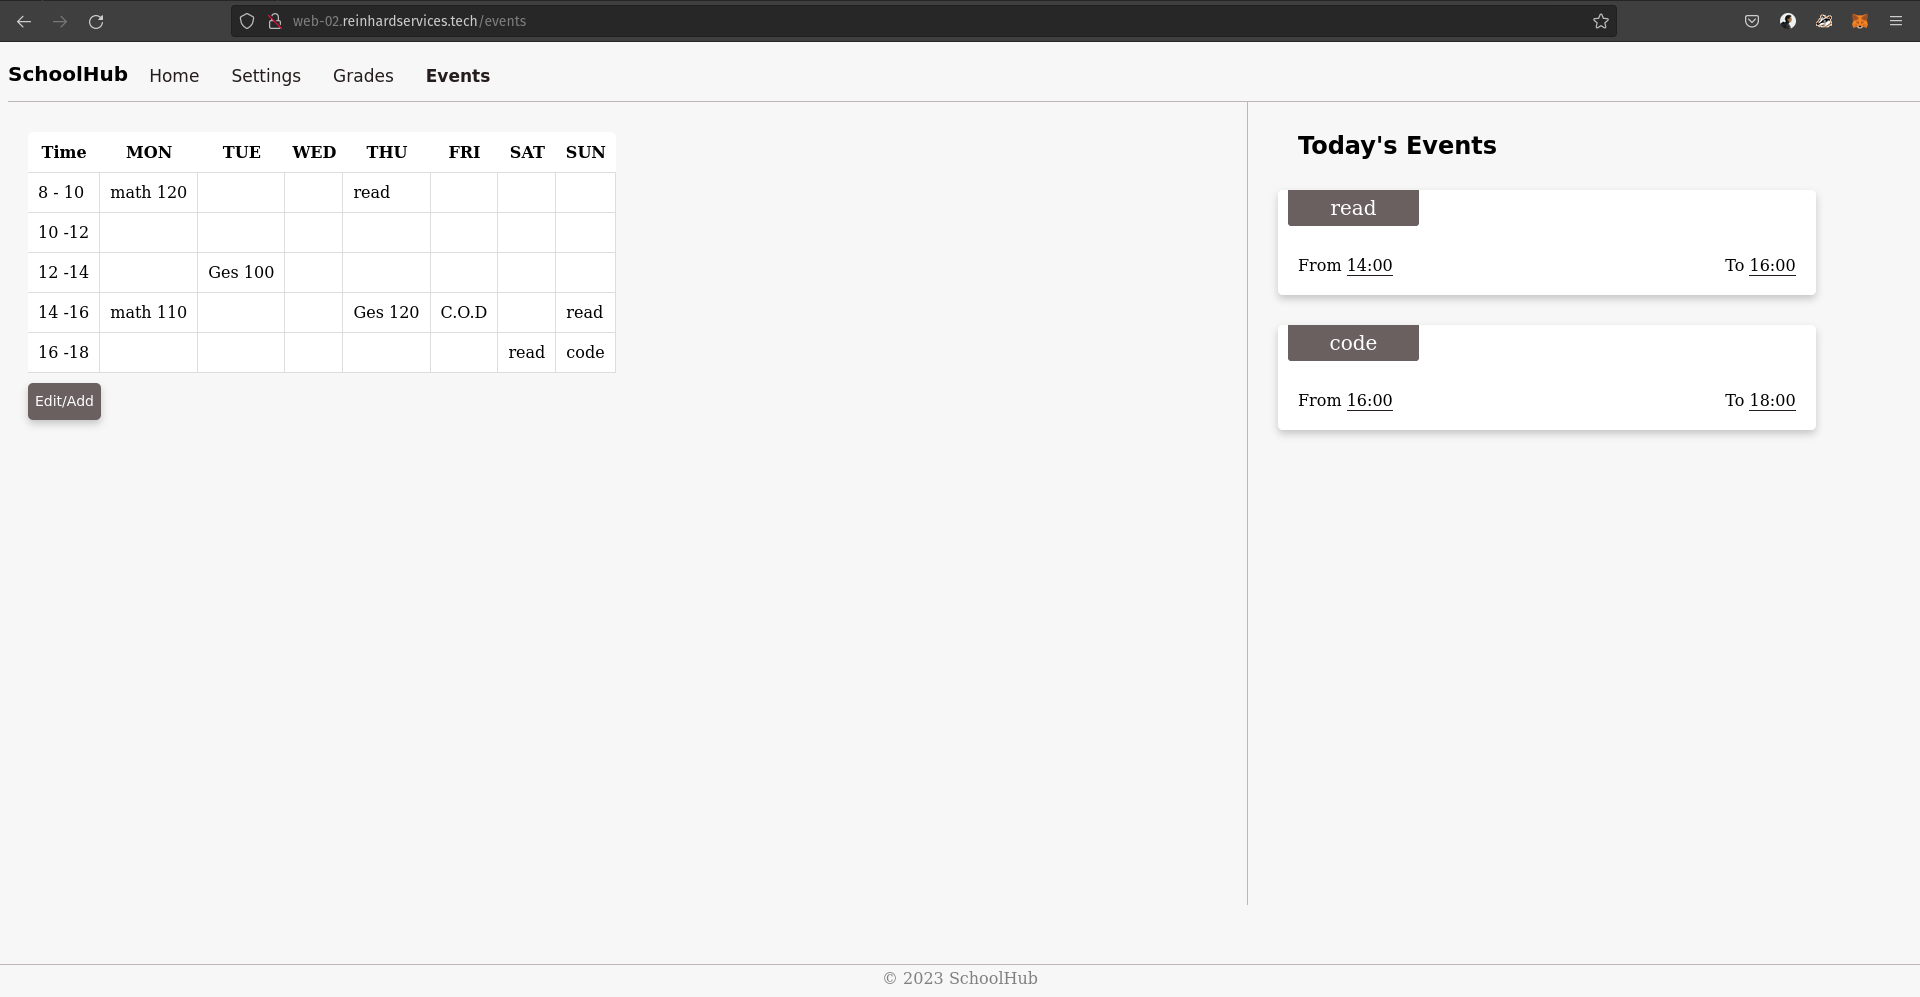 web-02.reinhardservices.tech/events
SchoolHub Home Settings Grades Events
Time MON TUE WED THU FRI SAT SUN
8 - 10 math 120 read
10 -12
12 -14 Ges 100
14 -16 math 110 Ges 120 C.O.D read
16 -18 read code
Edit/Add
Today's Events
read
From 14:00 To 16:00
code
From 16:00 To 18:00
© 2023 SchoolHub